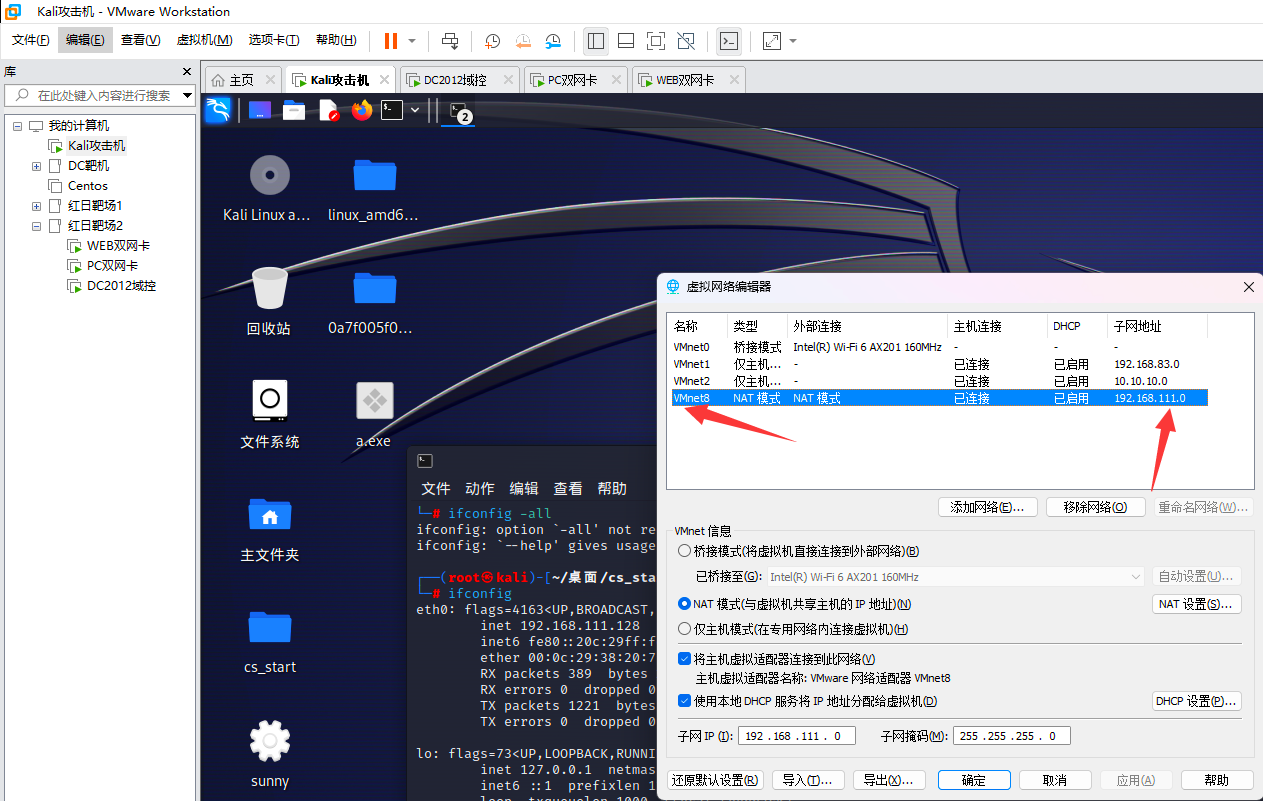 Kali攻击机 - VMware Workstation
文件(F) 编辑(E) 查看(V) 虚拟机(M) 选项卡(T) 帮助(H)
库
在此处键入内容进行搜索
我的计算机
Kali攻击机
DC靶机
Centos
红日靶场1
红日靶场2
WEB双网卡
PC双网卡
DC2012域控
主页 Kali攻击机 DC2012域控 PC双网卡 WEB双网卡
2
Kali Linux a...
linux_amd6...
回收站
0a7f005f0...
文件系统
a.exe
主文件夹
cs_start
sunny
文件 动作 编辑 查看 帮助
└─# ifconfig -all
ifconfig: option `-all' not re
ifconfig: `--help' gives usage
┌──(root㉿kali)-[~/桌面/cs_sta
└─# ifconfig
eth0: flags=4163<UP,BROADCAST,
inet 192.168.111.128
inet6 fe80::20c:29ff:f
ether 00:0c:29:38:20:7
RX packets 389 bytes
RX errors 0 dropped 0
TX packets 1221 bytes
TX errors 0 dropped 0
lo: flags=73<UP,LOOPBACK,RUNNI
inet 127.0.0.1 netmas
inet6 ::1 prefixlen 1
loop txqueuelen 1000
虚拟网络编辑器
名称 类型 外部连接 主机连接 DHCP 子网地址
VMnet0 桥接模式 Intel(R) Wi-Fi 6 AX201 160MHz - - -
VMnet1 仅主机... - 已连接 已启用 192.168.83.0
VMnet2 仅主机... - 已连接 已启用 10.10.10.0
VMnet8 NAT 模式 NAT 模式 已连接 已启用 192.168.111.0
添加网络(E)... 移除网络(O) 重命名网络(W)...
VMnet 信息
桥接模式(将虚拟机直接连接到外部网络)(B)
已桥接至(G): Intel(R) Wi-Fi 6 AX201 160MHz 自动设置(U)...
NAT 模式(与虚拟机共享主机的 IP 地址)(N) NAT 设置(S)...
仅主机模式(在专用网络内连接虚拟机)(H)
将主机虚拟适配器连接到此网络(V)
主机虚拟适配器名称: VMware 网络适配器 VMnet8
使用本地 DHCP 服务将 IP 地址分配给虚拟机(D) DHCP 设置(P)...
子网 IP (I): 192 .168 .111 . 0 子网掩码(M): 255 .255 .255 . 0
还原默认设置(R) 导入(T)... 导出(X)... 确定 取消 应用(A) 帮助